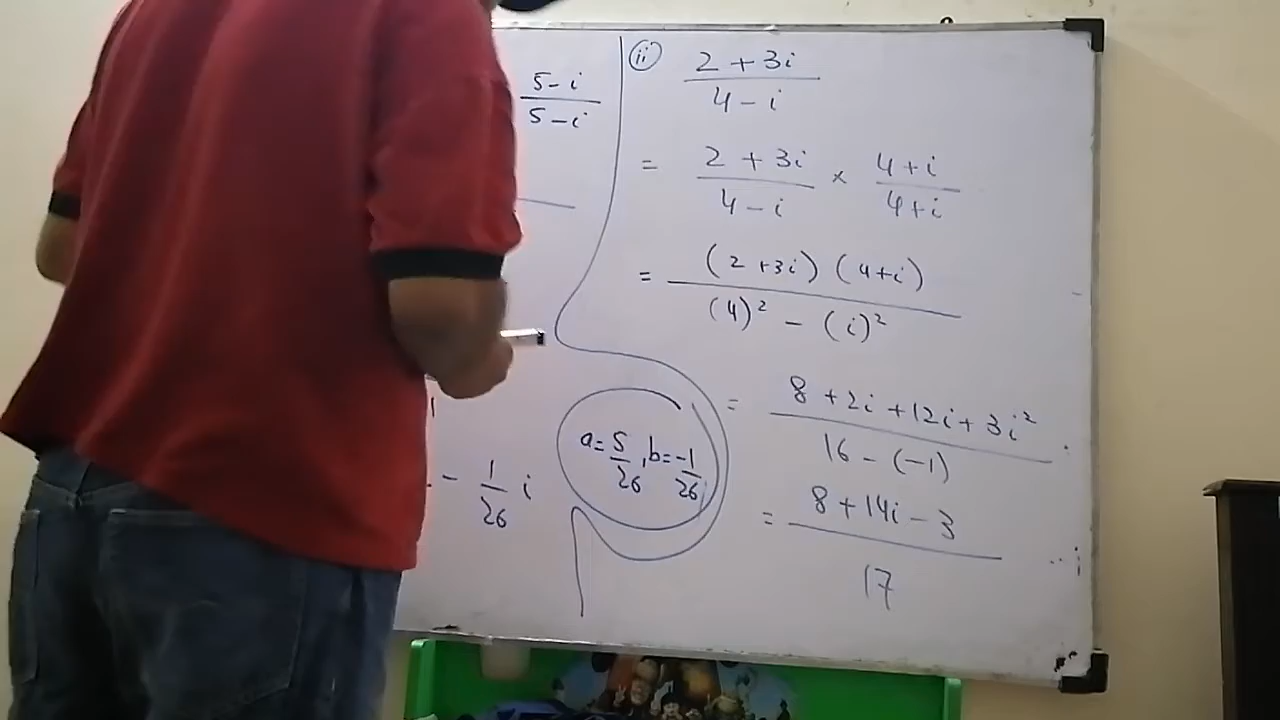 5-i
5-i
1
- 1/26 i
a=5/26, b=-1/26
ii
2+3i
4-i
= 2+3i / 4-i × 4+i / 4+i
= (2+3i)(4+i)
(4)² - (i)²
= 8+2i+12i+3i²
16-(-1)
= 8+14i-3
17